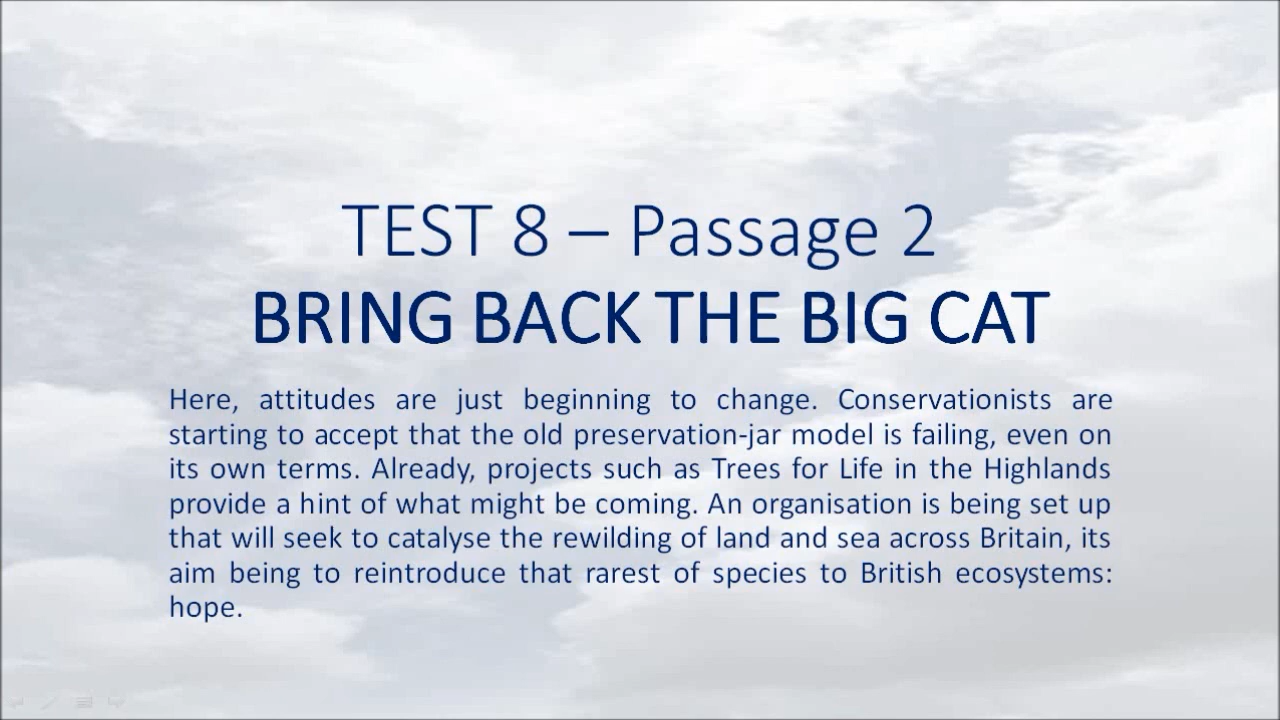 TEST 8 – Passage 2
BRING BACK THE BIG CAT
Here, attitudes are just beginning to change. Conservationists are
starting to accept that the old preservation-jar model is failing, even on
its own terms. Already, projects such as Trees for Life in the Highlands
provide a hint of what might be coming. An organisation is being set up
that will seek to catalyse the rewilding of land and sea across Britain, its
aim being to reintroduce that rarest of species to British ecosystems:
hope.